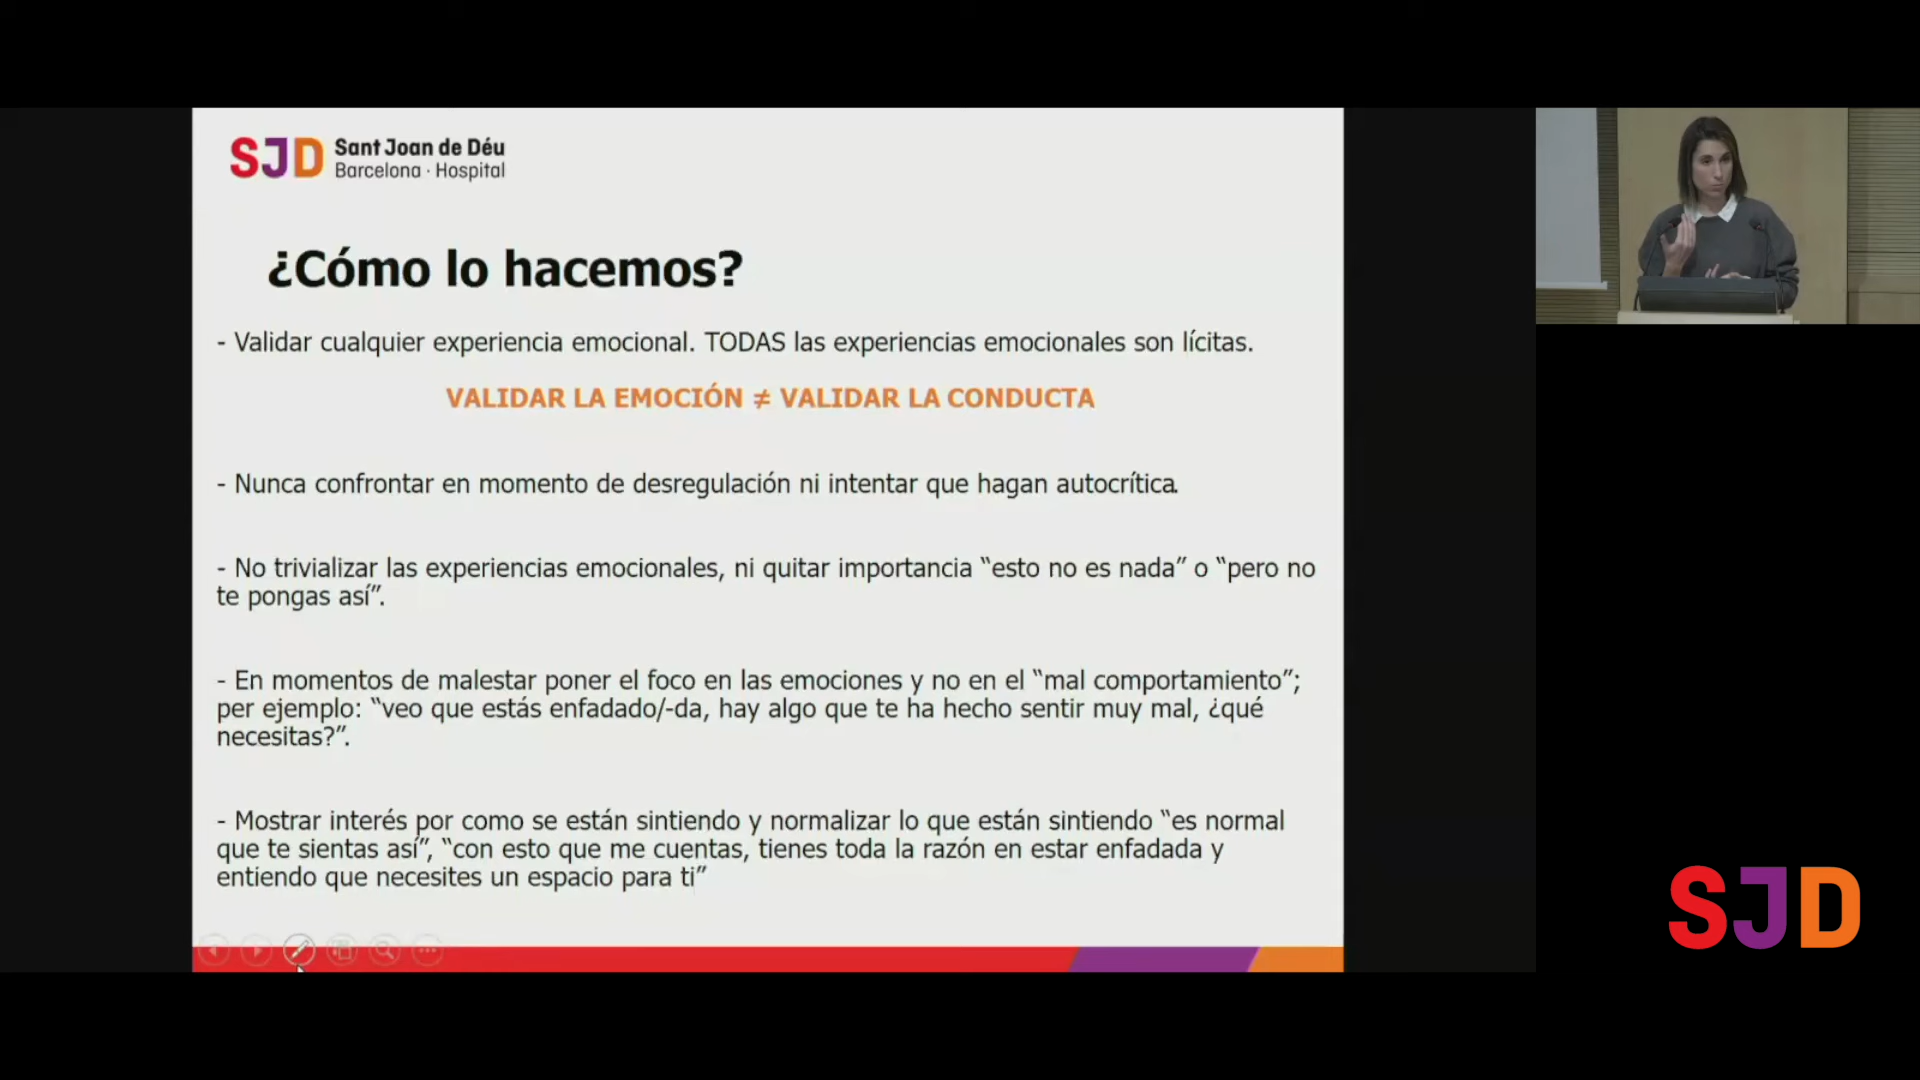 SJD Sant Joan de Déu
Barcelona · Hospital
¿Cómo lo hacemos?
- Validar cualquier experiencia emocional. TODAS las experiencias emocionales son lícitas.
VALIDAR LA EMOCIÓN ≠ VALIDAR LA CONDUCTA
- Nunca confrontar en momento de desregulación ni intentar que hagan autocrítica.
- No trivializar las experiencias emocionales, ni quitar importancia “esto no es nada” o “pero no
te pongas así”.
- En momentos de malestar poner el foco en las emociones y no en el “mal comportamiento”;
per ejemplo: “veo que estás enfadado/-da, hay algo que te ha hecho sentir muy mal, ¿qué
necesitas?”.
- Mostrar interés por como se están sintiendo y normalizar lo que están sintiendo “es normal
que te sientas así”, “con esto que me cuentas, tienes toda la razón en estar enfadada y
entiendo que necesites un espacio para ti”
SJD